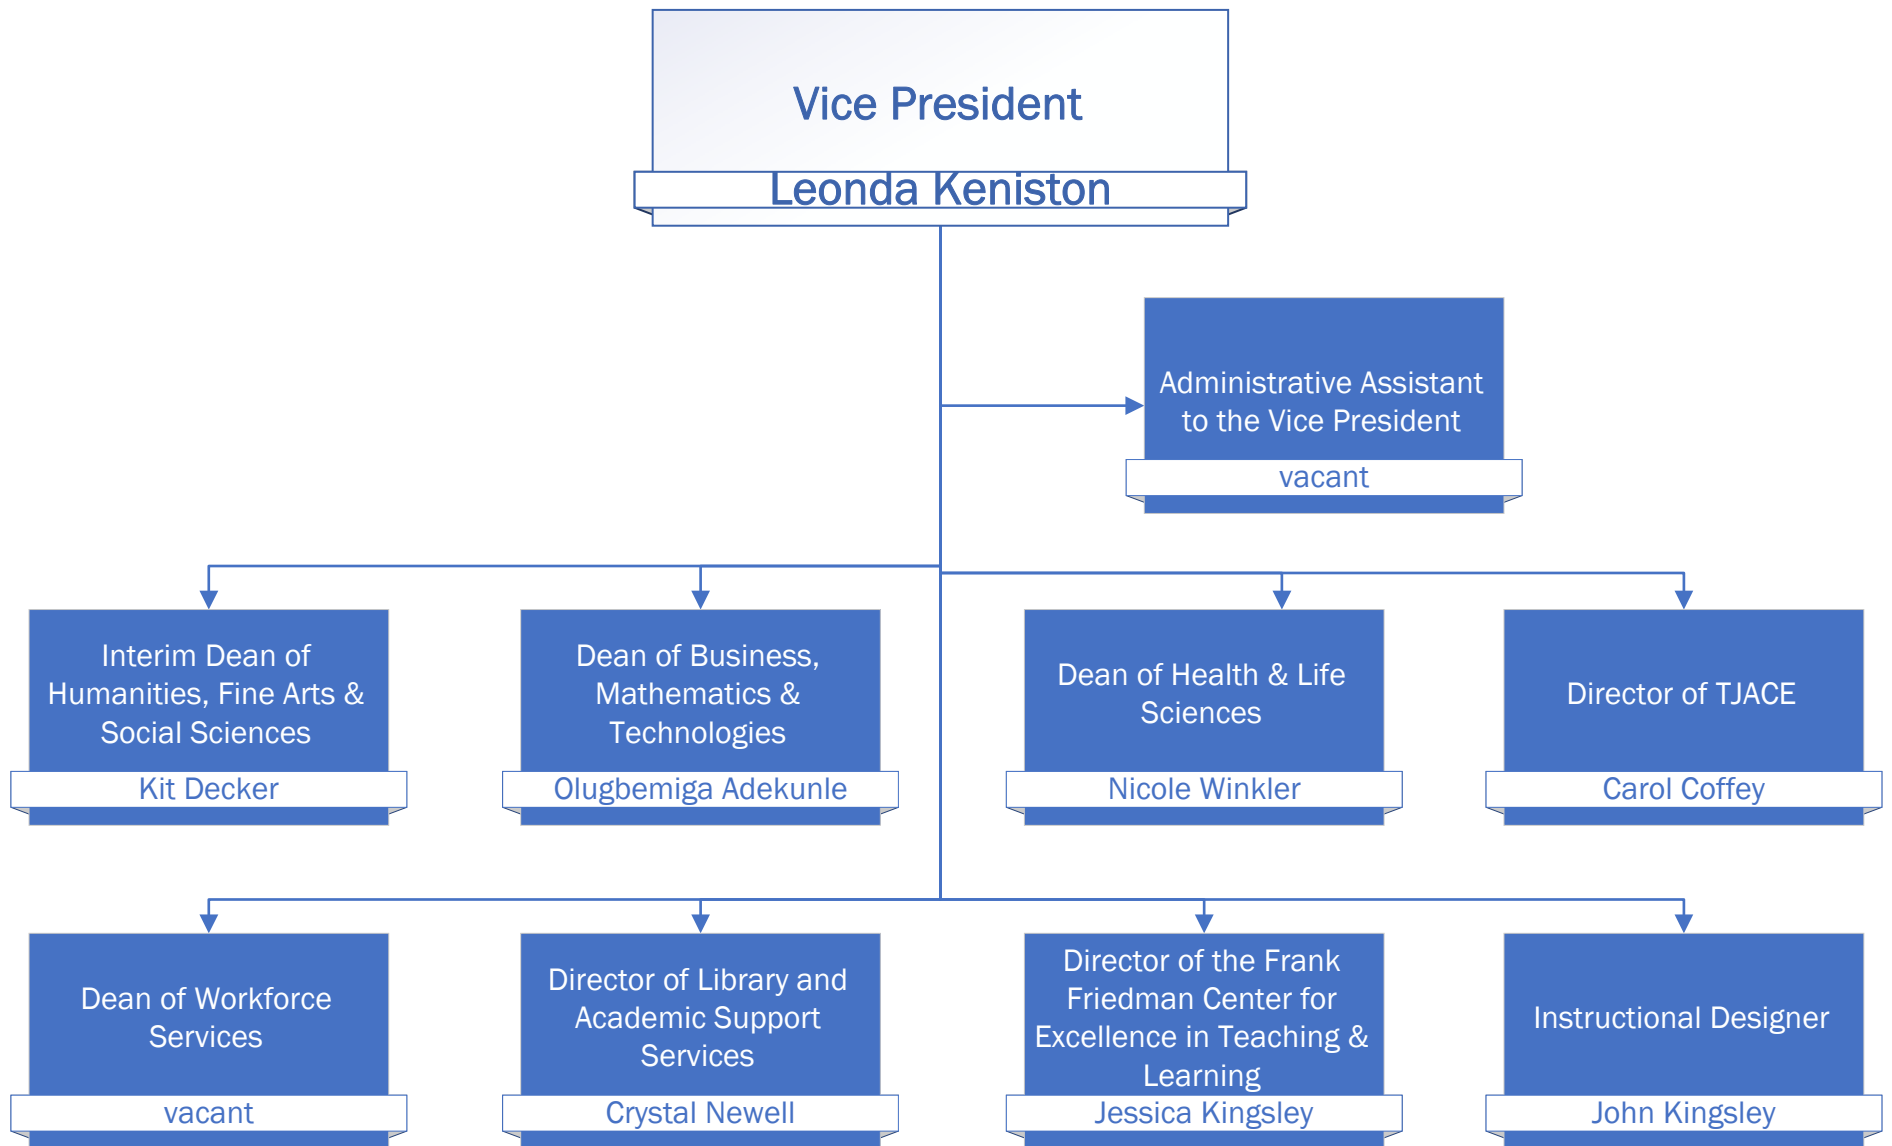 Vice President
Leonda Keniston
Administrative Assistant
to the Vice President
vacant
Interim Dean of
Humanities, Fine Arts &
Social Sciences
Kit Decker
Dean of Business,
Mathematics &
Technologies
Olugbemiga Adekunle
Dean of Health & Life
Sciences
Nicole Winkler
Director of TJACE
Carol Coffey
Dean of Workforce
Services
vacant
Director of Library and
Academic Support
Services
Crystal Newell
Director of the Frank
Friedman Center for
Excellence in Teaching &
Learning
Jessica Kingsley
Instructional Designer
John Kingsley